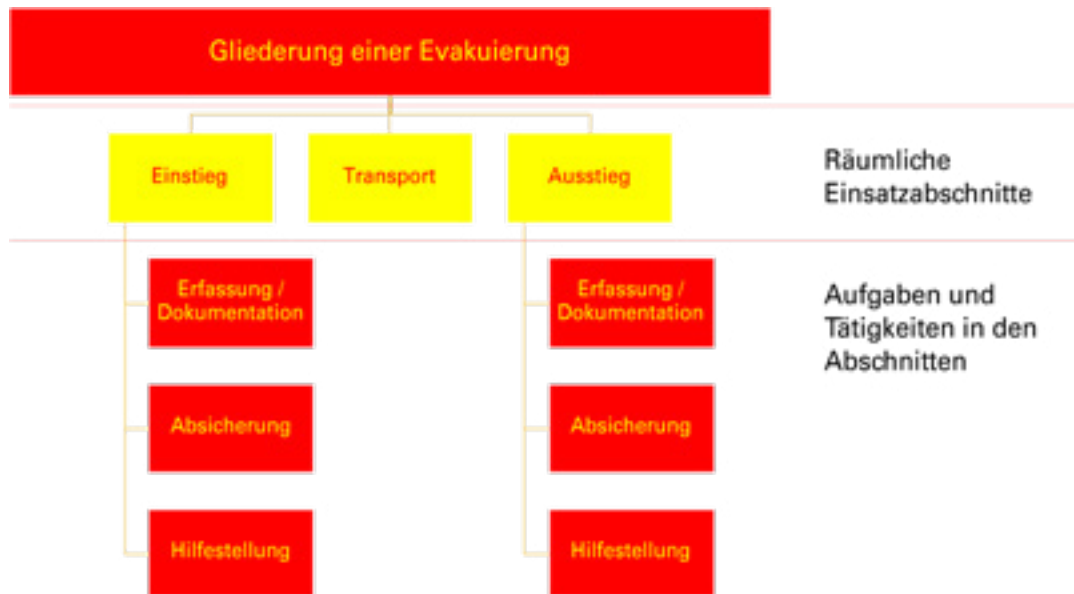 Gliederung einer Evakuierung
Einstieg
Transport
Ausstieg
Räumliche
Einsatzabschnitte
Erfassung /
Dokumentation
Erfassung /
Dokumentation
Aufgaben und
Tätigkeiten in den
Abschnitten
Absicherung
Absicherung
Hilfestellung
Hilfestellung